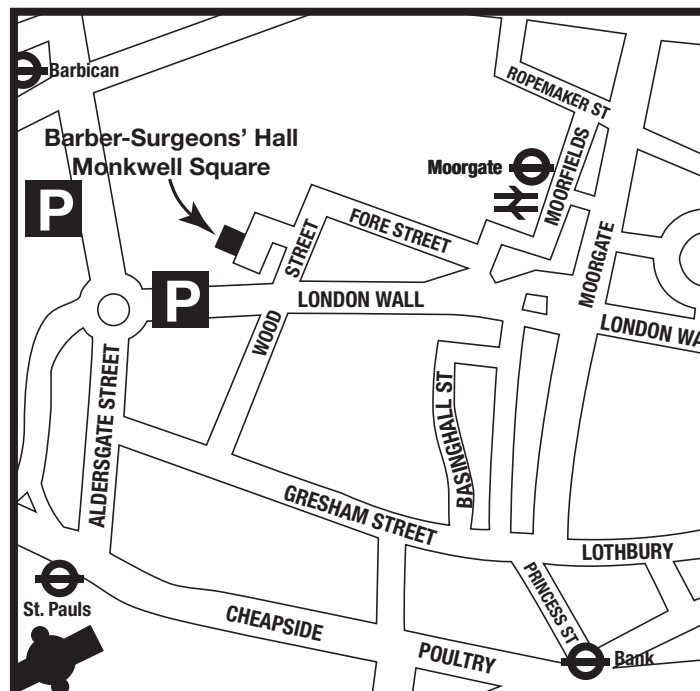 Barbican
ROPEMAKER ST
Barber-Surgeons' Hall
Monkwell Square
Moorgate
MOORFIELDS
P
FORE STREET
STREET
MOORGATE
P
LONDON WALL
LONDON WA
WOOD
ALDERSGATE STREET
BASINGHALL ST
GRESHAM STREET
LOTHBURY
PRINCESS ST
St. Pauls
CHEAPSIDE
POULTRY
Bank